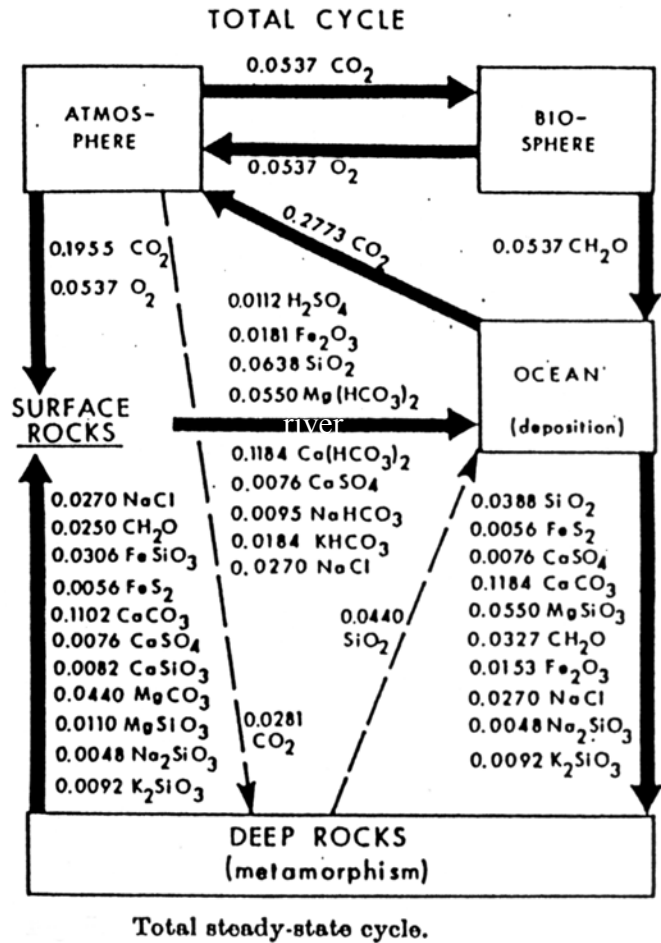 TOTAL CYCLE
0.0537 CO₂
ATMOS-
PHERE
BIO-
SPHERE
0.0537 O₂
0.2773 CO₂
0.1955 CO₂
0.0537 O₂
0.0537 CH₂O
0.0112 H₂SO₄
0.0181 Fe₂O₃
0.0638 SiO₂
0.0550 Mg(HCO₃)₂
OCEAN
(deposition)
SURFACE
ROCKS
river
0.1184 Ca(HCO₃)₂
0.0076 CaSO₄
0.0095 NaHCO₃
0.0184 KHCO₃
0.0270 NaCl
0.0270 NaCl
0.0250 CH₂O
0.0306 FeSiO₃
0.0056 FeS₂
0.1102 CaCO₃
0.0076 CaSO₄
0.0082 CaSiO₃
0.0440 MgCO₃
0.0110 MgSIO₃
0.0048 Na₂SiO₃
0.0092 K₂SiO₃
0.0440
SiO₂
0.0281
CO₂
0.0388 SiO₂
0.0056 FeS₂
0.0076 CaSO₄
0.1184 CaCO₃
0.0550 MgSiO₃
0.0327 CH₂O
0.0153 Fe₂O₃
0.0270 NaCl
0.0048 Na₂SiO₃
0.0092 K₂SiO₃
DEEP ROCKS
(metamorphism)
Total steady-state cycle.